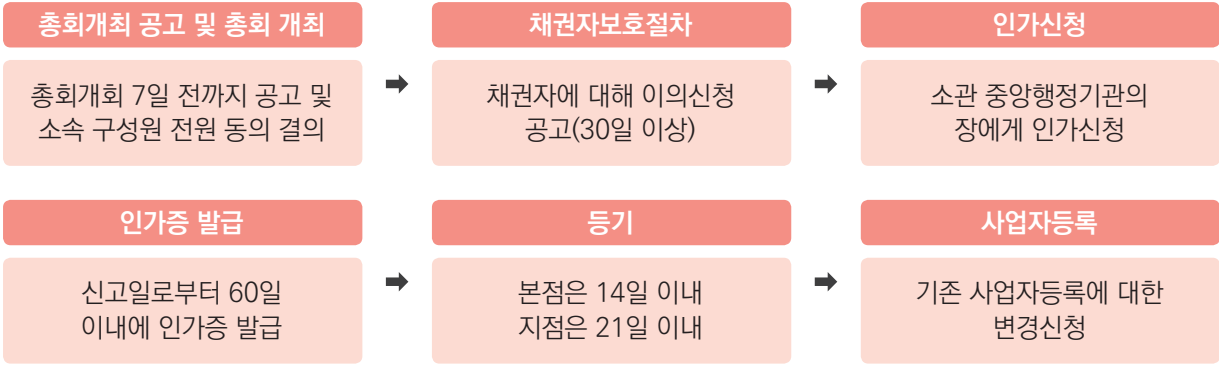 총회개최 공고 및 총회 개최
총회개회 7일 전까지 공고 및
소속 구성원 전원 동의 결의
채권자보호절차
채권자에 대해 이의신청
공고(30일 이상)
인가신청
소관 중앙행정기관의
장에게 인가신청
인가증 발급
신고일로부터 60일
이내에 인가증 발급
등기
본점은 14일 이내
지점은 21일 이내
사업자등록
기존 사업자등록에 대한
변경신청